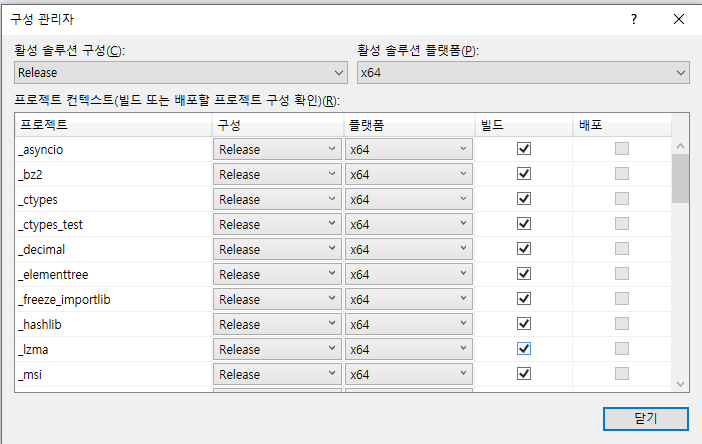 구성 관리자
활성 솔루션 구성(C): 활성 솔루션 플랫폼(P):
Release x64
프로젝트 컨텍스트(빌드 또는 배포할 프로젝트 구성 확인)(R):
프로젝트 구성 플랫폼 빌드 배포
_asyncio Release x64
_bz2 Release x64
_ctypes Release x64
_ctypes_test Release x64
_decimal Release x64
_elementtree Release x64
_freeze_importlib Release x64
_hashlib Release x64
_lzma Release x64
_msi Release x64
닫기